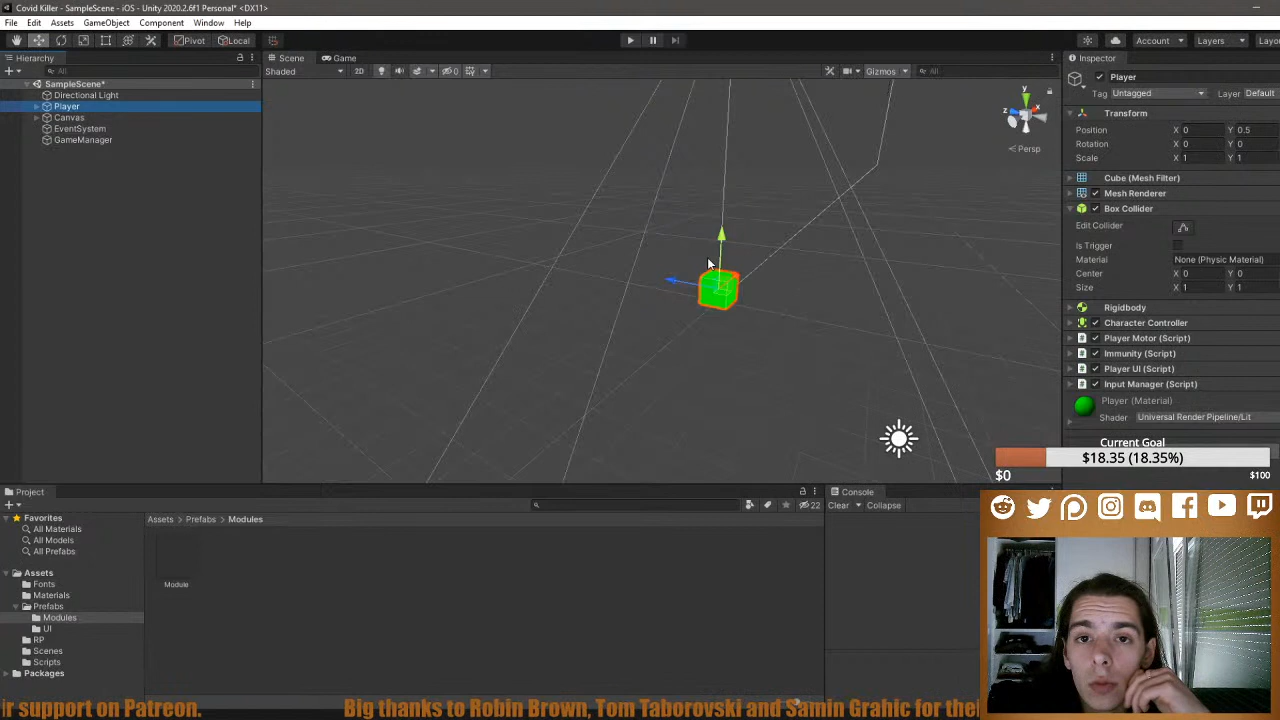 Covid Killer - SampleScene - iOS - Unity 2020.2.6f1 Personal* <DX11>
File Edit Assets GameObject Component Window Help
Pivot Local Account Layers Layo
Hierarchy
All
SampleScene*
Directional Light
Player
Canvas
EventSystem
GameManager
Scene Game
Shaded 2D 0 Gizmos All
y
z x
Persp
Inspector
Player
Tag Untagged Layer Default
Transform
Position X 0 Y 0.5
Rotation X 0 Y 0
Scale X 1 Y 1
Cube (Mesh Filter)
Mesh Renderer
Box Collider
Edit Collider
Is Trigger
Material None (Physic Material)
Center X 0 Y 0
Size X 1 Y 1
Rigidbody
Character Controller
Player Motor (Script)
Immunity (Script)
Player UI (Script)
Input Manager (Script)
Player (Material)
Shader Universal Render Pipeline/Lit
Current Goal
$18.35 (18.35%)
$0 $100
Project
22
Favorites
All Materials
All Models
All Prefabs
Assets
Fonts
Materials
Prefabs
Modules
UI
RP
Scenes
Scripts
Packages
Assets Prefabs Modules
Module
Console
Clear Collapse
ir support on Patreon. Big thanks to Robin Brown, Tom Taborovski and Samin Grahic for the